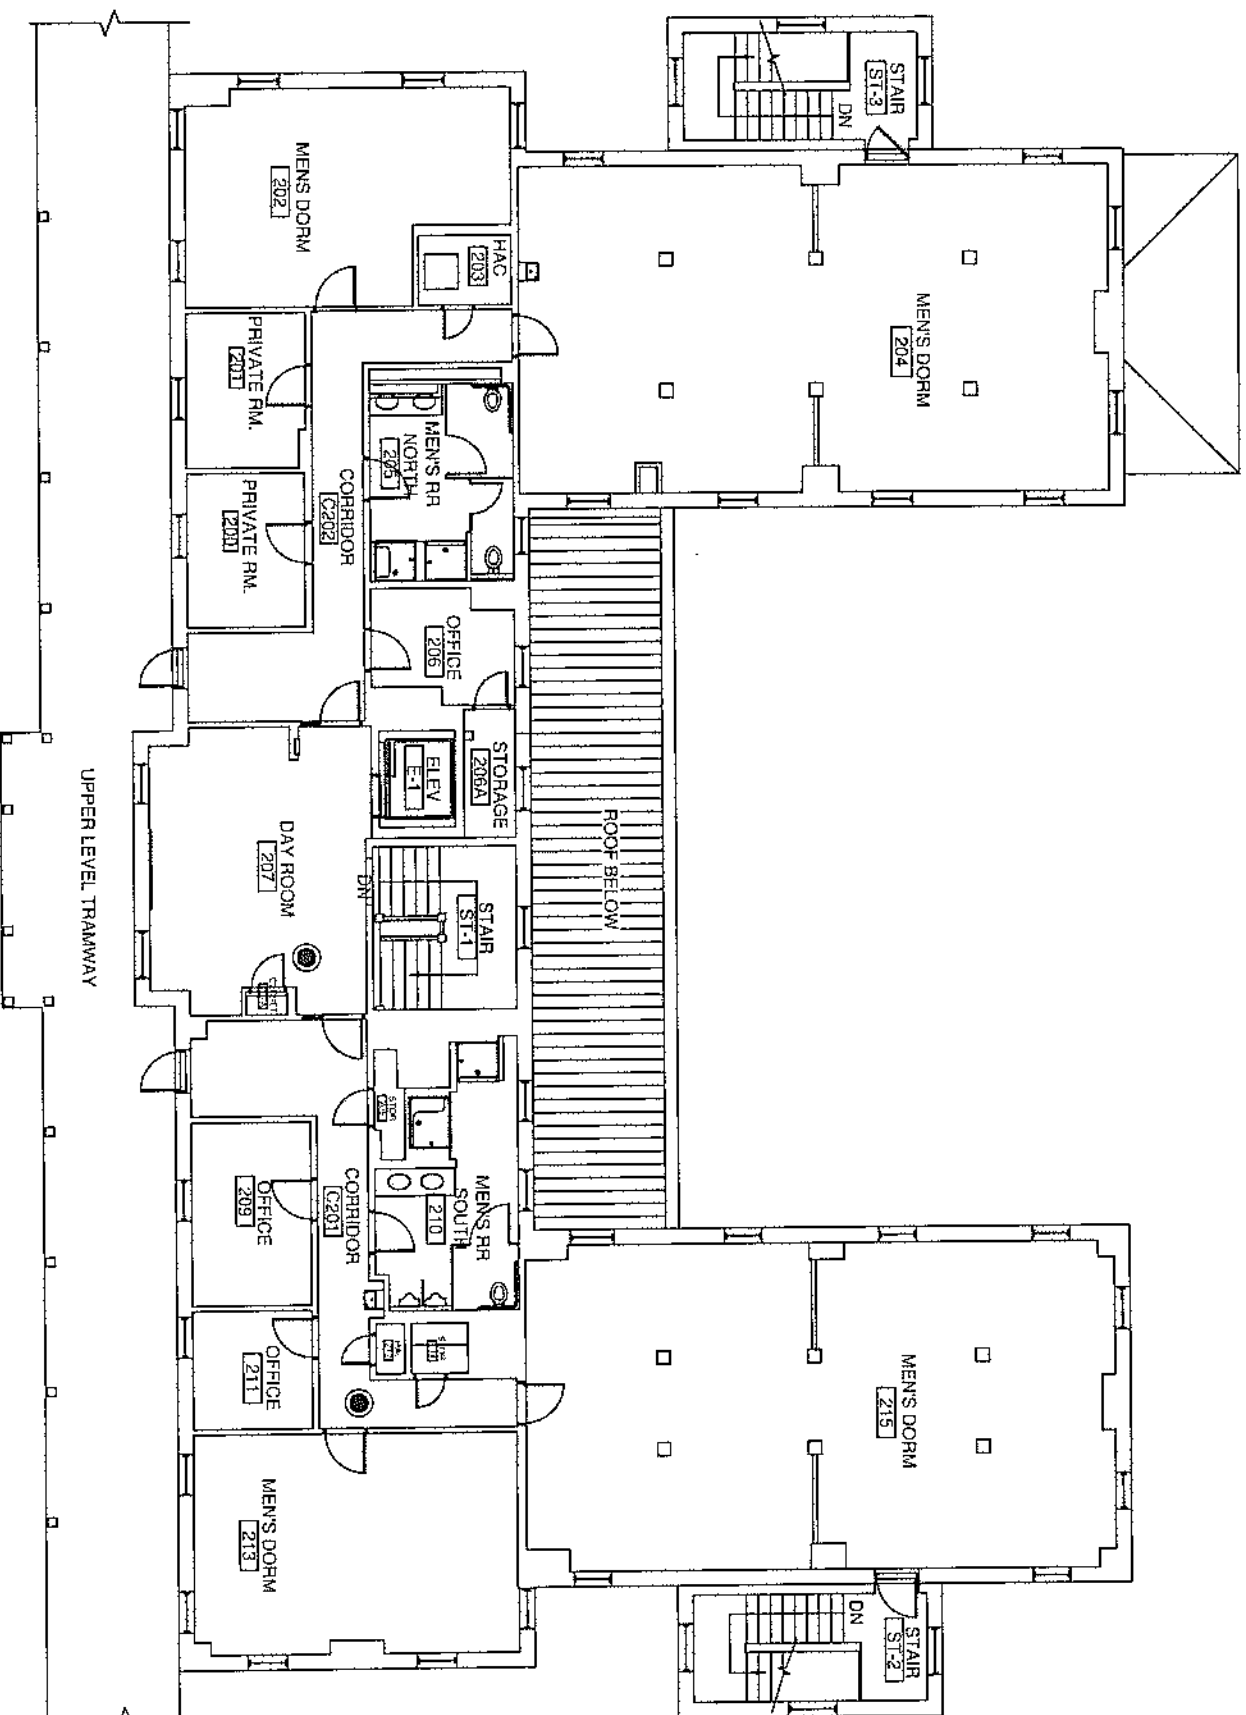 STAIR
ST-3
DN
MENS DORM
202
HAC
203
MEN'S DORM
204
PRIVATE RM.
201
MEN'S RR
NORTH
205
CORRIDOR
C202
PRIVATE RM.
200
OFFICE
206
STORAGE
206A
ELEV
E-1
ROOF BELOW
UPPER LEVEL TRAMWAY
DAY ROOM
207
DN
STAIR
ST-1
STOR
MEN'S RR
SOUTH
210
CORRIDOR
C201
OFFICE
209
OFFICE
211
MEN'S DORM
215
MEN'S DORM
213
DN
STAIR
ST-2